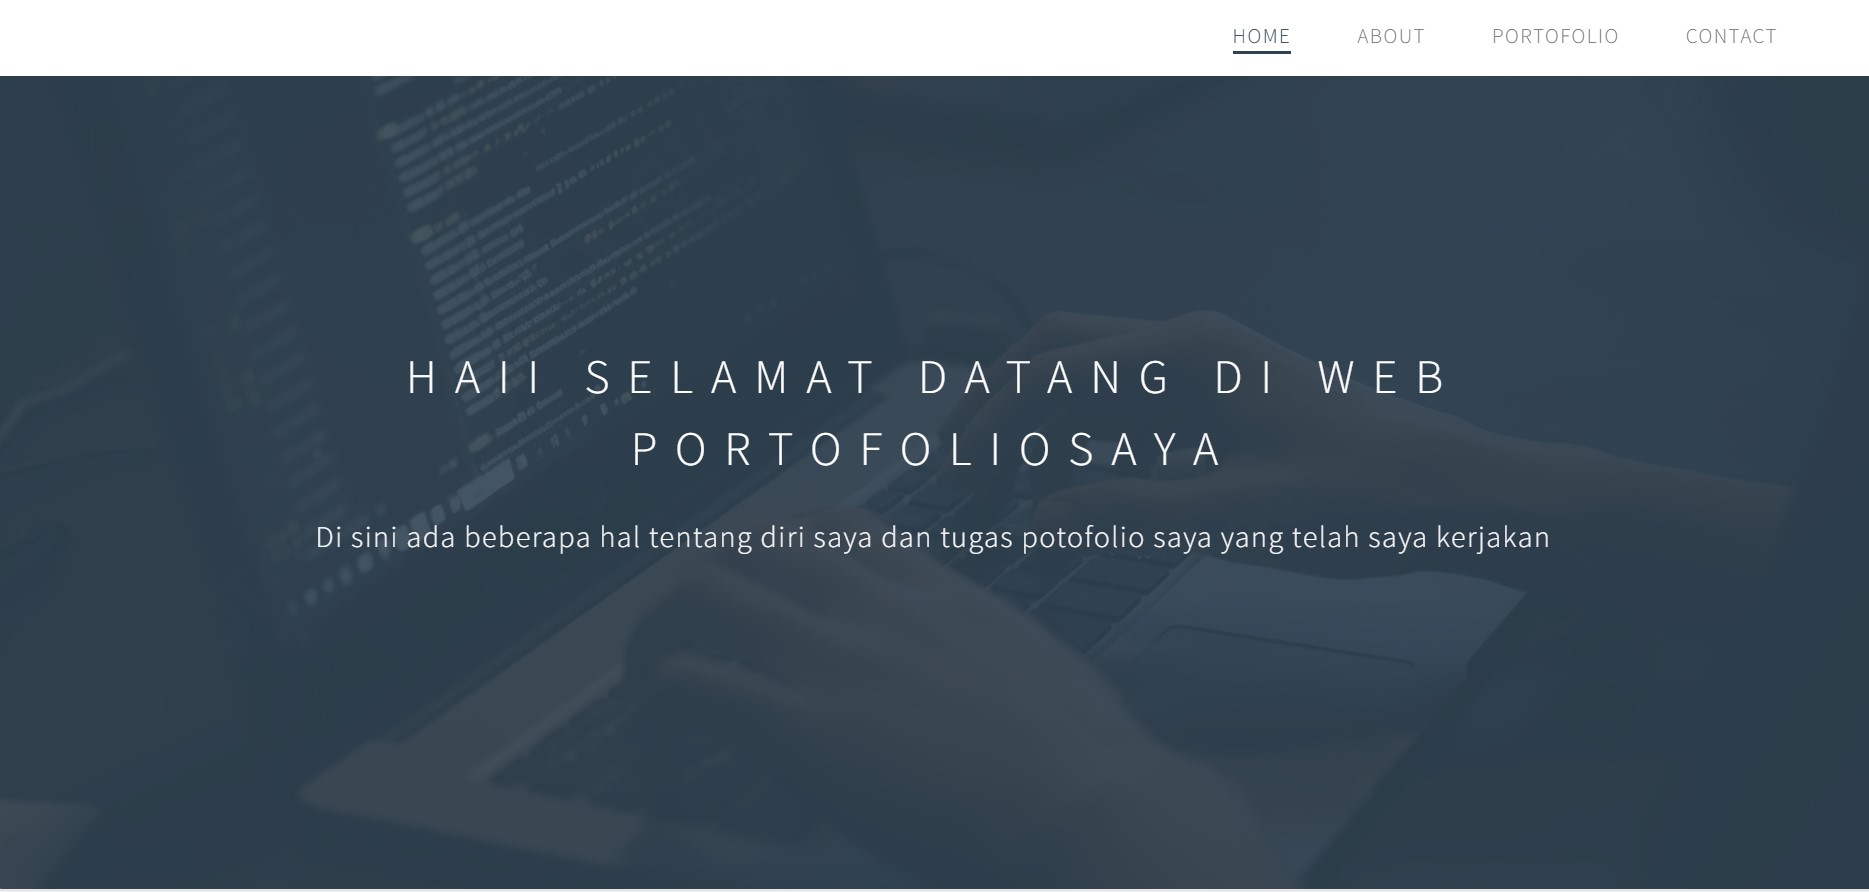 HOME ABOUT PORTOFOLIO CONTACT
HAII SELAMAT DATANG DI WEB
PORTOFOLIOSAYA
Di sini ada beberapa hal tentang diri saya dan tugas potofolio saya yang telah saya kerjakan